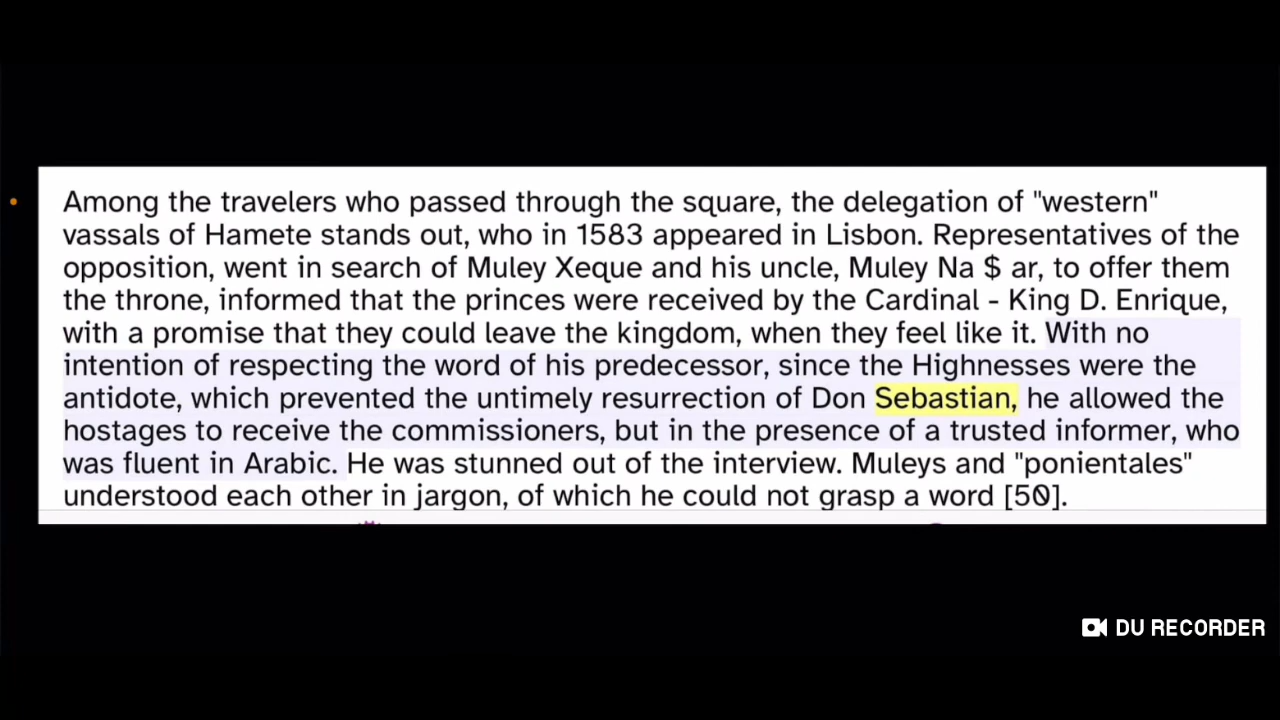 Among the travelers who passed through the square, the delegation of "western"
vassals of Hamete stands out, who in 1583 appeared in Lisbon. Representatives of the
opposition, went in search of Muley Xeque and his uncle, Muley Na $ ar, to offer them
the throne, informed that the princes were received by the Cardinal - King D. Enrique,
with a promise that they could leave the kingdom, when they feel like it. With no
intention of respecting the word of his predecessor, since the Highnesses were the
antidote, which prevented the untimely resurrection of Don Sebastian, he allowed the
hostages to receive the commissioners, but in the presence of a trusted informer, who
was fluent in Arabic. He was stunned out of the interview. Muleys and "ponientales"
understood each other in jargon, of which he could not grasp a word [50].
DU RECORDER